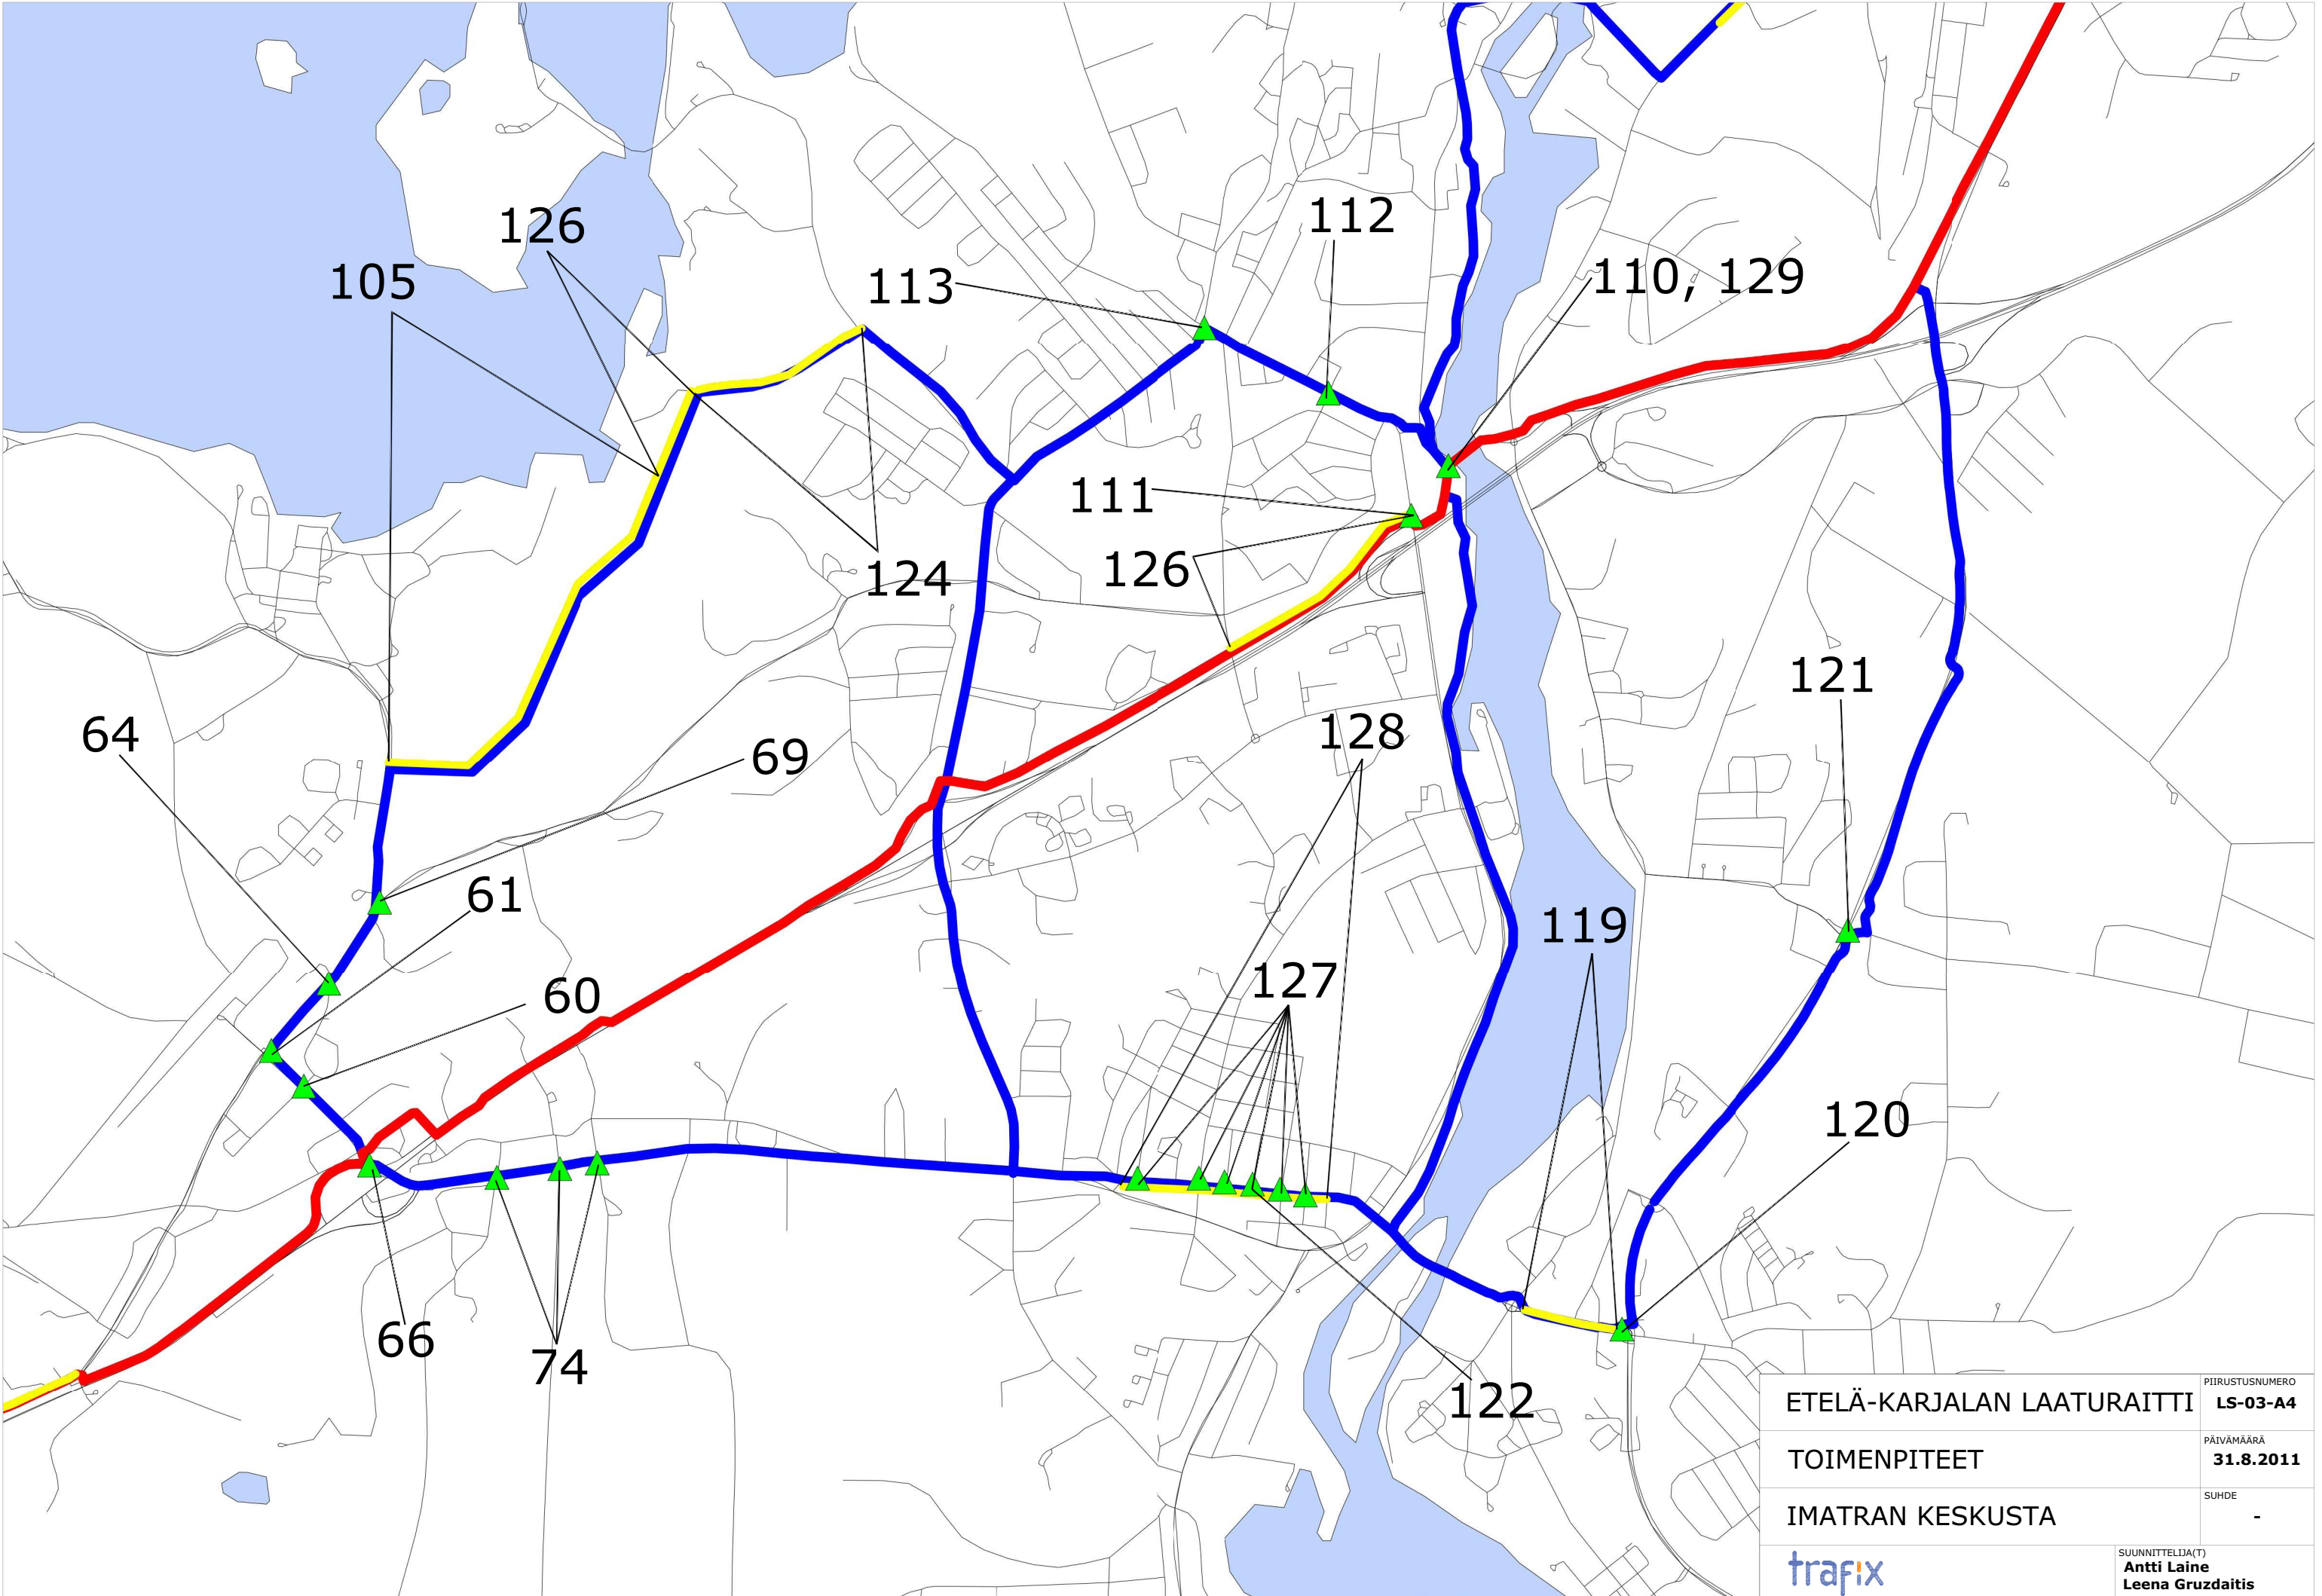 112
126
105
113
110, 129
111
126
124
121
64
128
69
61
119
127
60
120
66
74
122
ETELÄ-KARJALAN LAATURAITTI
PIIRUSTUSNUMERO
LS-03-A4
TOIMENPITEET
PÄIVÄMÄÄRÄ
31.8.2011
IMATRAN KESKUSTA
SUHDE
-
trafix
SUUNNITTELIJA(T)
Antti Laine
Leena Gruzdaitis